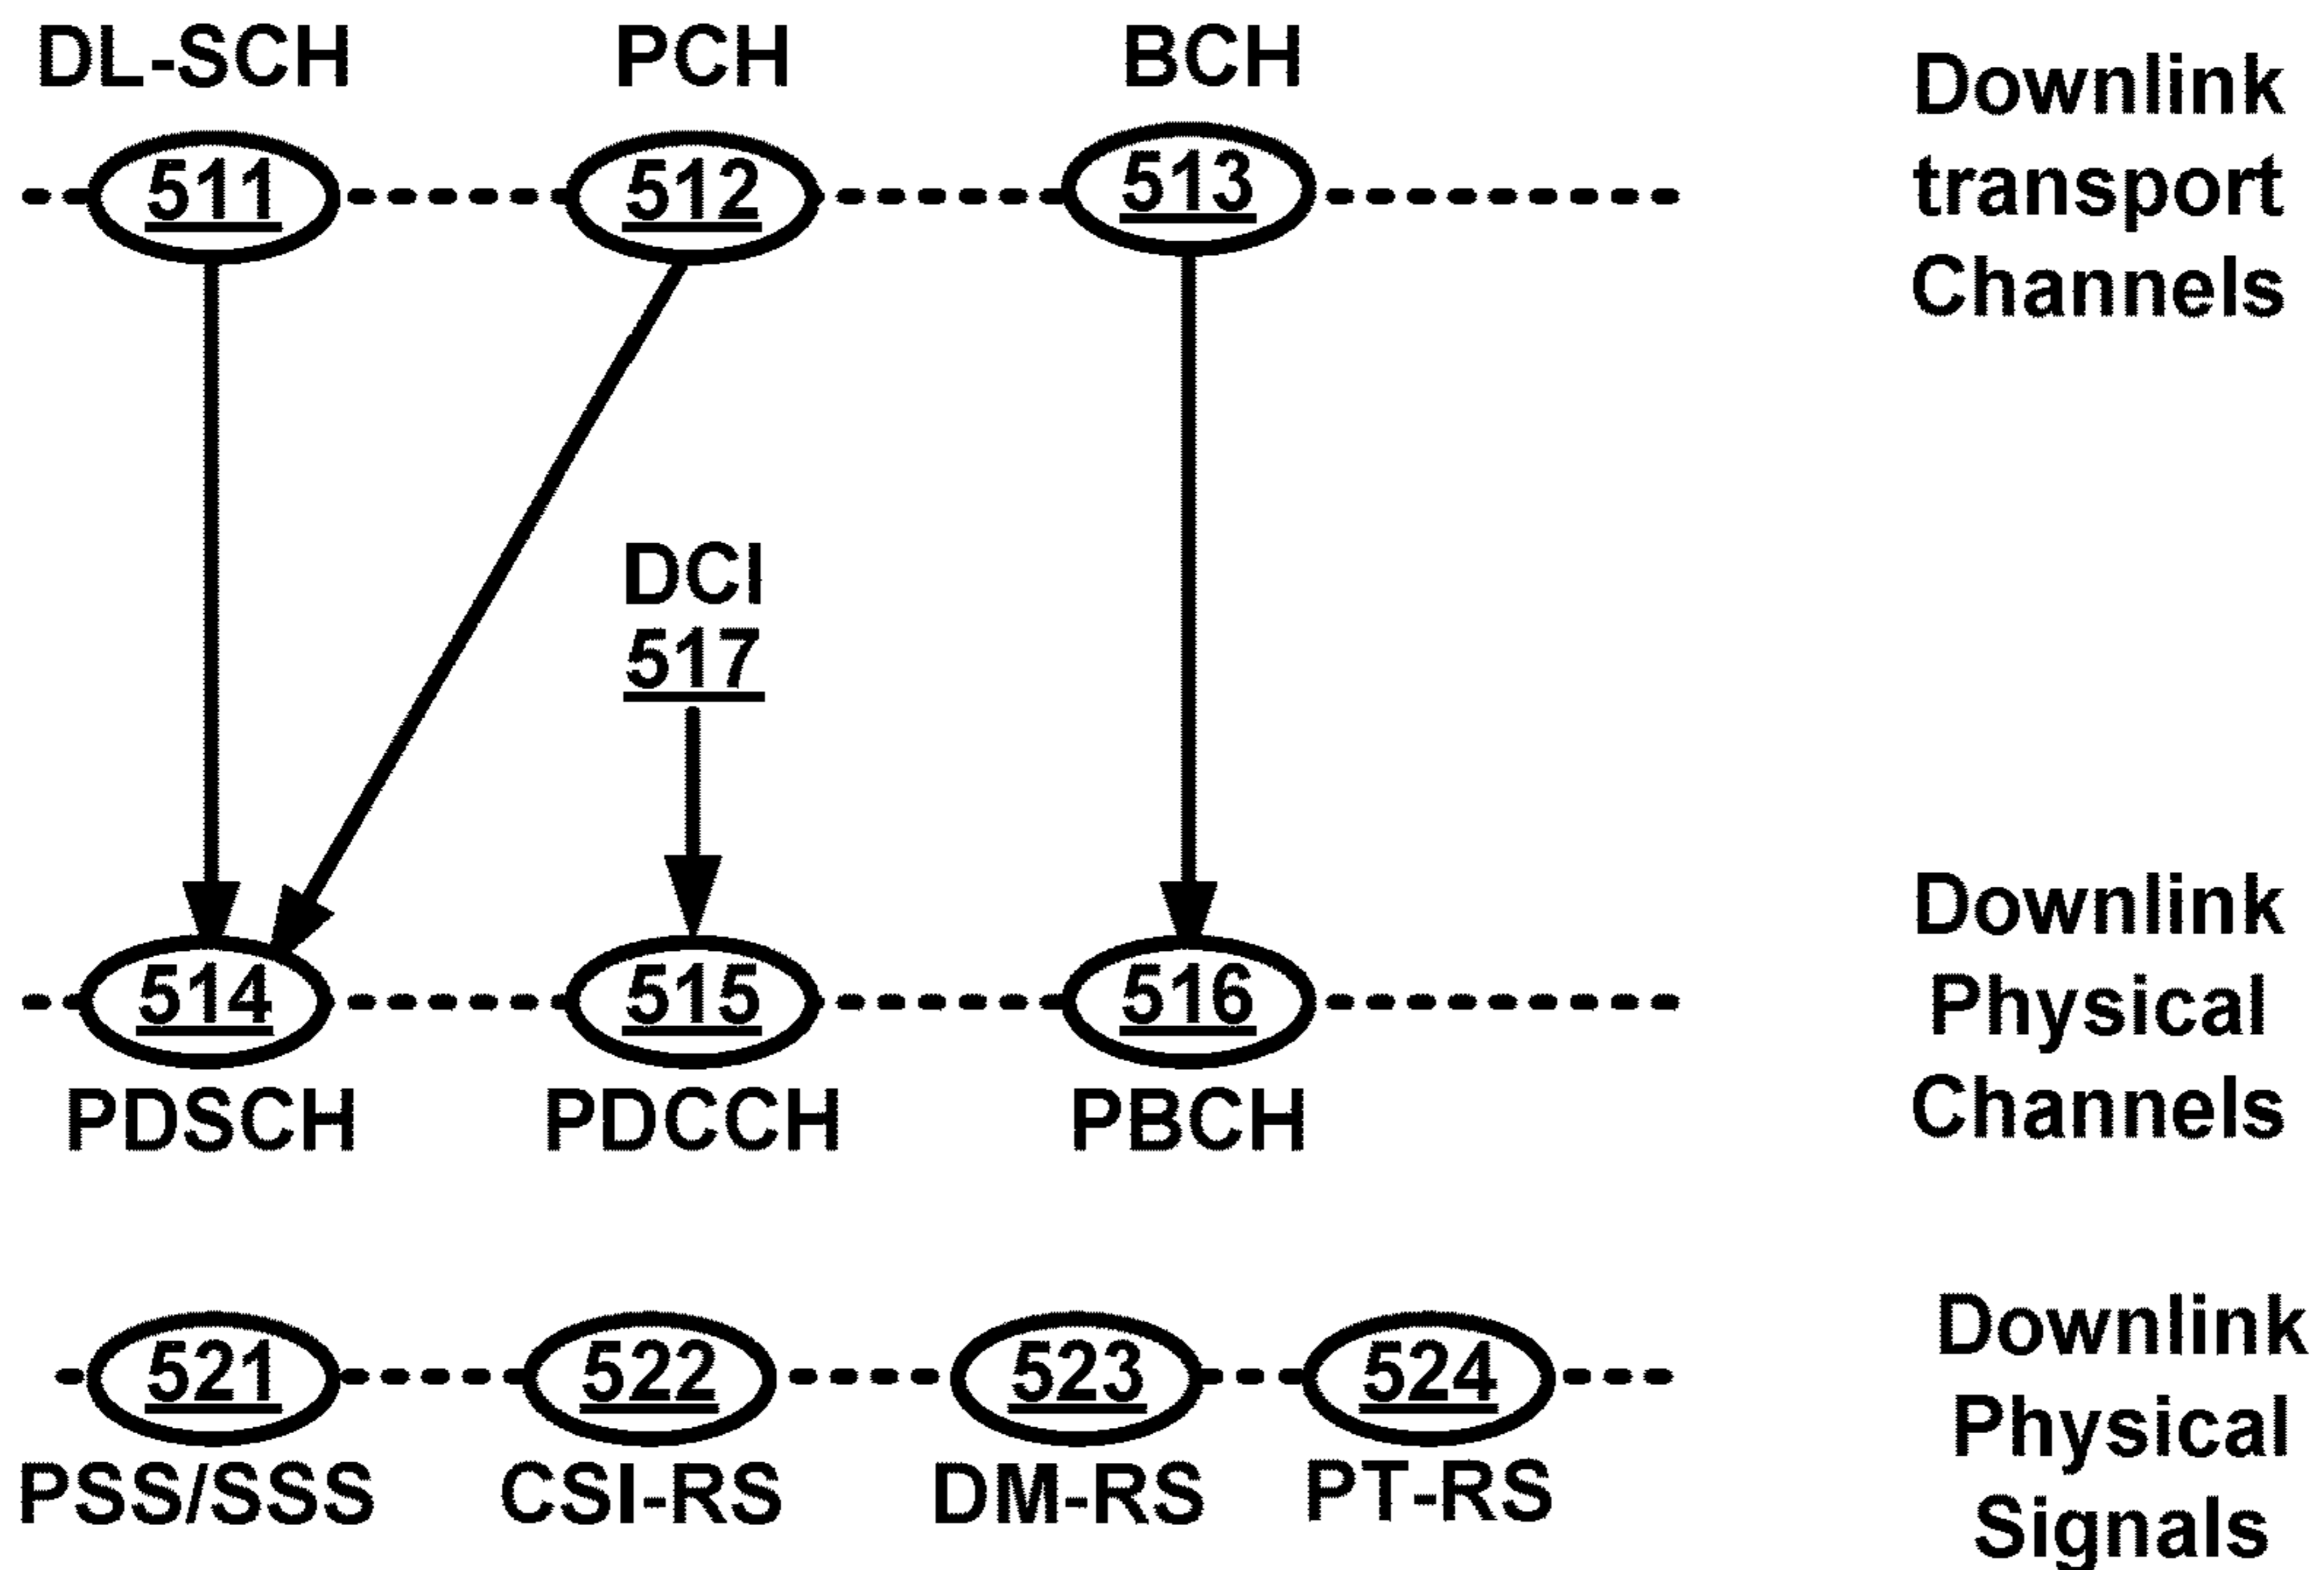 DL-SCH PCH BCH
511 512 513
Downlink
transport
Channels
DCI
517
514 515 516
PDSCH PDCCH PBCH
Downlink
Physical
Channels
521 522 523 524
PSS/SSS CSI-RS DM-RS PT-RS
Downlink
Physical
Signals